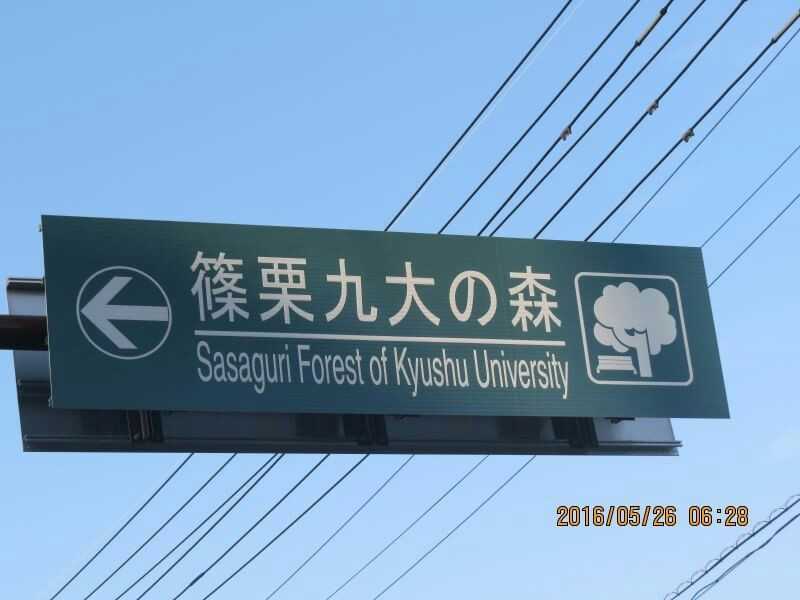 篠栗九大の森
Sasaguri Forest of Kyushu University
2016/05/26 06:28